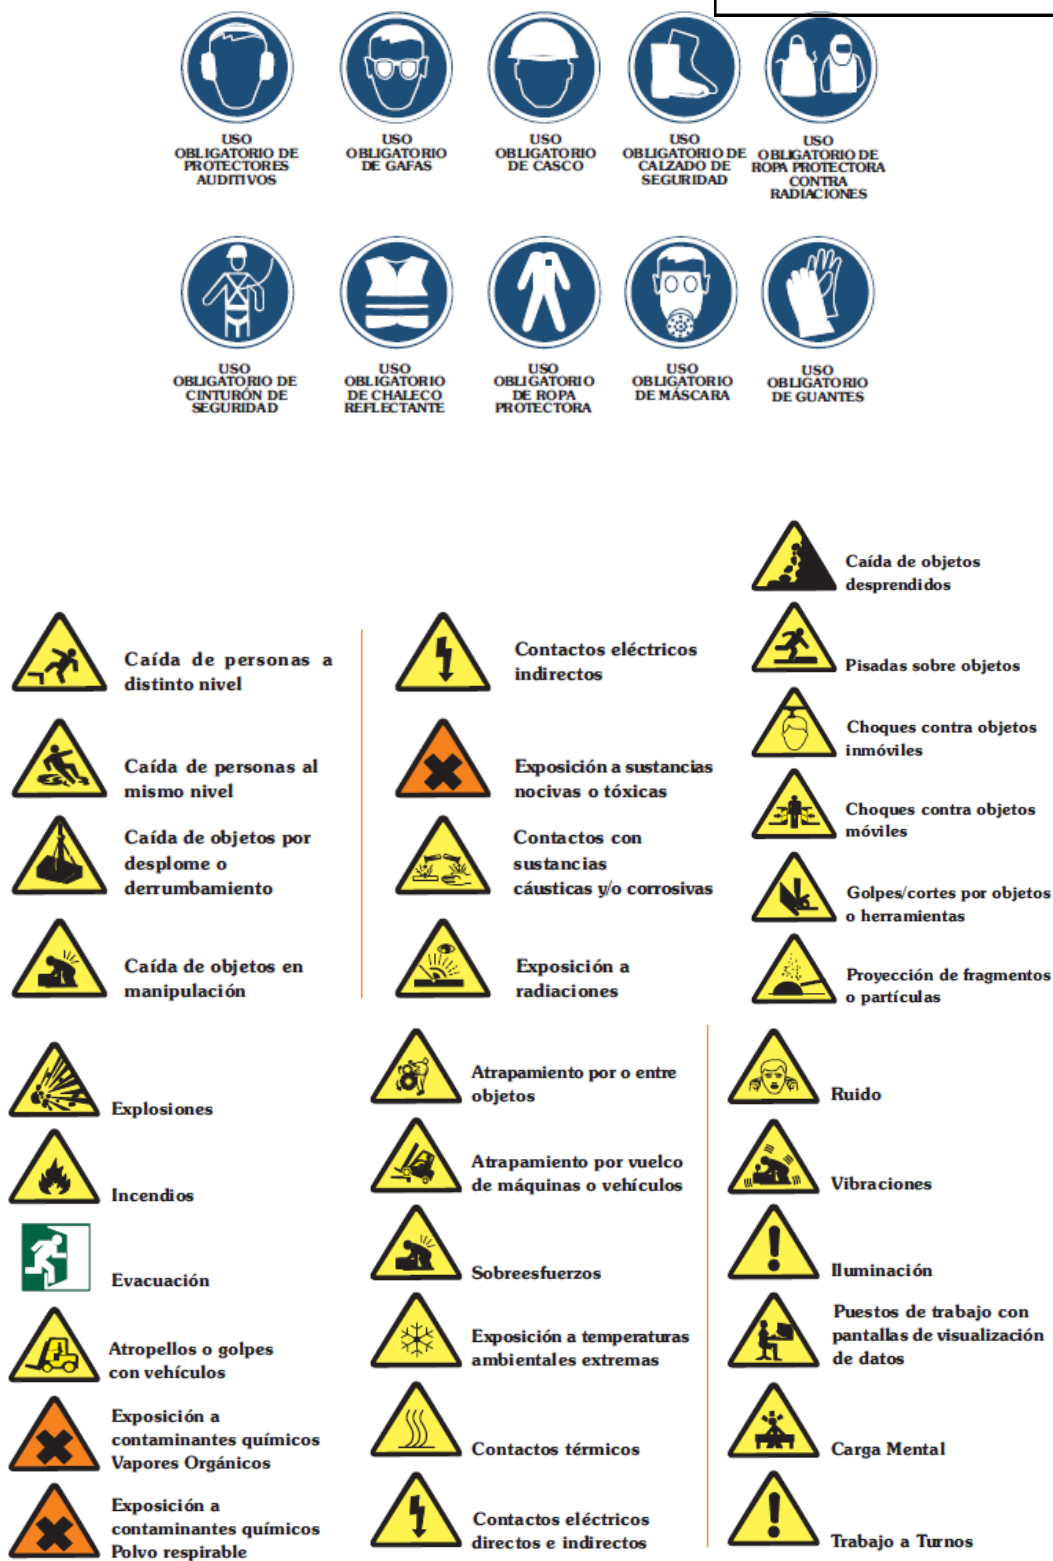 USO
OBLIGATORIO DE
PROTECTORES
AUDITIVOS
USO
OBLIGATORIO
DE GAFAS
USO
OBLIGATORIO
DE CASCO
USO
OBLIGATORIO DE
CALZADO DE
SEGURIDAD
USO
OBLIGATORIO DE
ROPA PROTECTORA
CONTRA
RADIACIONES
USO
OBLIGATORIO DE
CINTURÓN DE
SEGURIDAD
USO
OBLIGATORIO
DE CHALECO
REFLECTANTE
USO
OBLIGATORIO
DE ROPA
PROTECTORA
USO
OBLIGATORIO
DE MÁSCARA
USO
OBLIGATORIO
DE GUANTES
Caída de personas a
distinto nivel
Caída de personas al
mismo nivel
Caída de objetos por
desplome o
derrumbamiento
Caída de objetos en
manipulación
Contactos eléctricos
indirectos
Exposición a sustancias
nocivas o tóxicas
Contactos con
sustancias
cáusticas y/o corrosivas
Exposición a
radiaciones
Caída de objetos
desprendidos
Pisadas sobre objetos
Choques contra objetos
inmóviles
Choques contra objetos
móviles
Golpes/cortes por objetos
o herramientas
Proyección de fragmentos
o partículas
Explosiones
Incendios
Evacuación
Atropellos o golpes
con vehículos
Exposición a
contaminantes químicos
Vapores Orgánicos
Exposición a
contaminantes químicos
Polvo respirable
Atrapamiento por o entre
objetos
Atrapamiento por vuelco
de máquinas o vehículos
Sobreesfuerzos
Exposición a temperaturas
ambientales extremas
Contactos térmicos
Contactos eléctricos
directos e indirectos
Ruido
Vibraciones
Iluminación
Puestos de trabajo con
pantallas de visualización
de datos
Carga Mental
Trabajo a Turnos